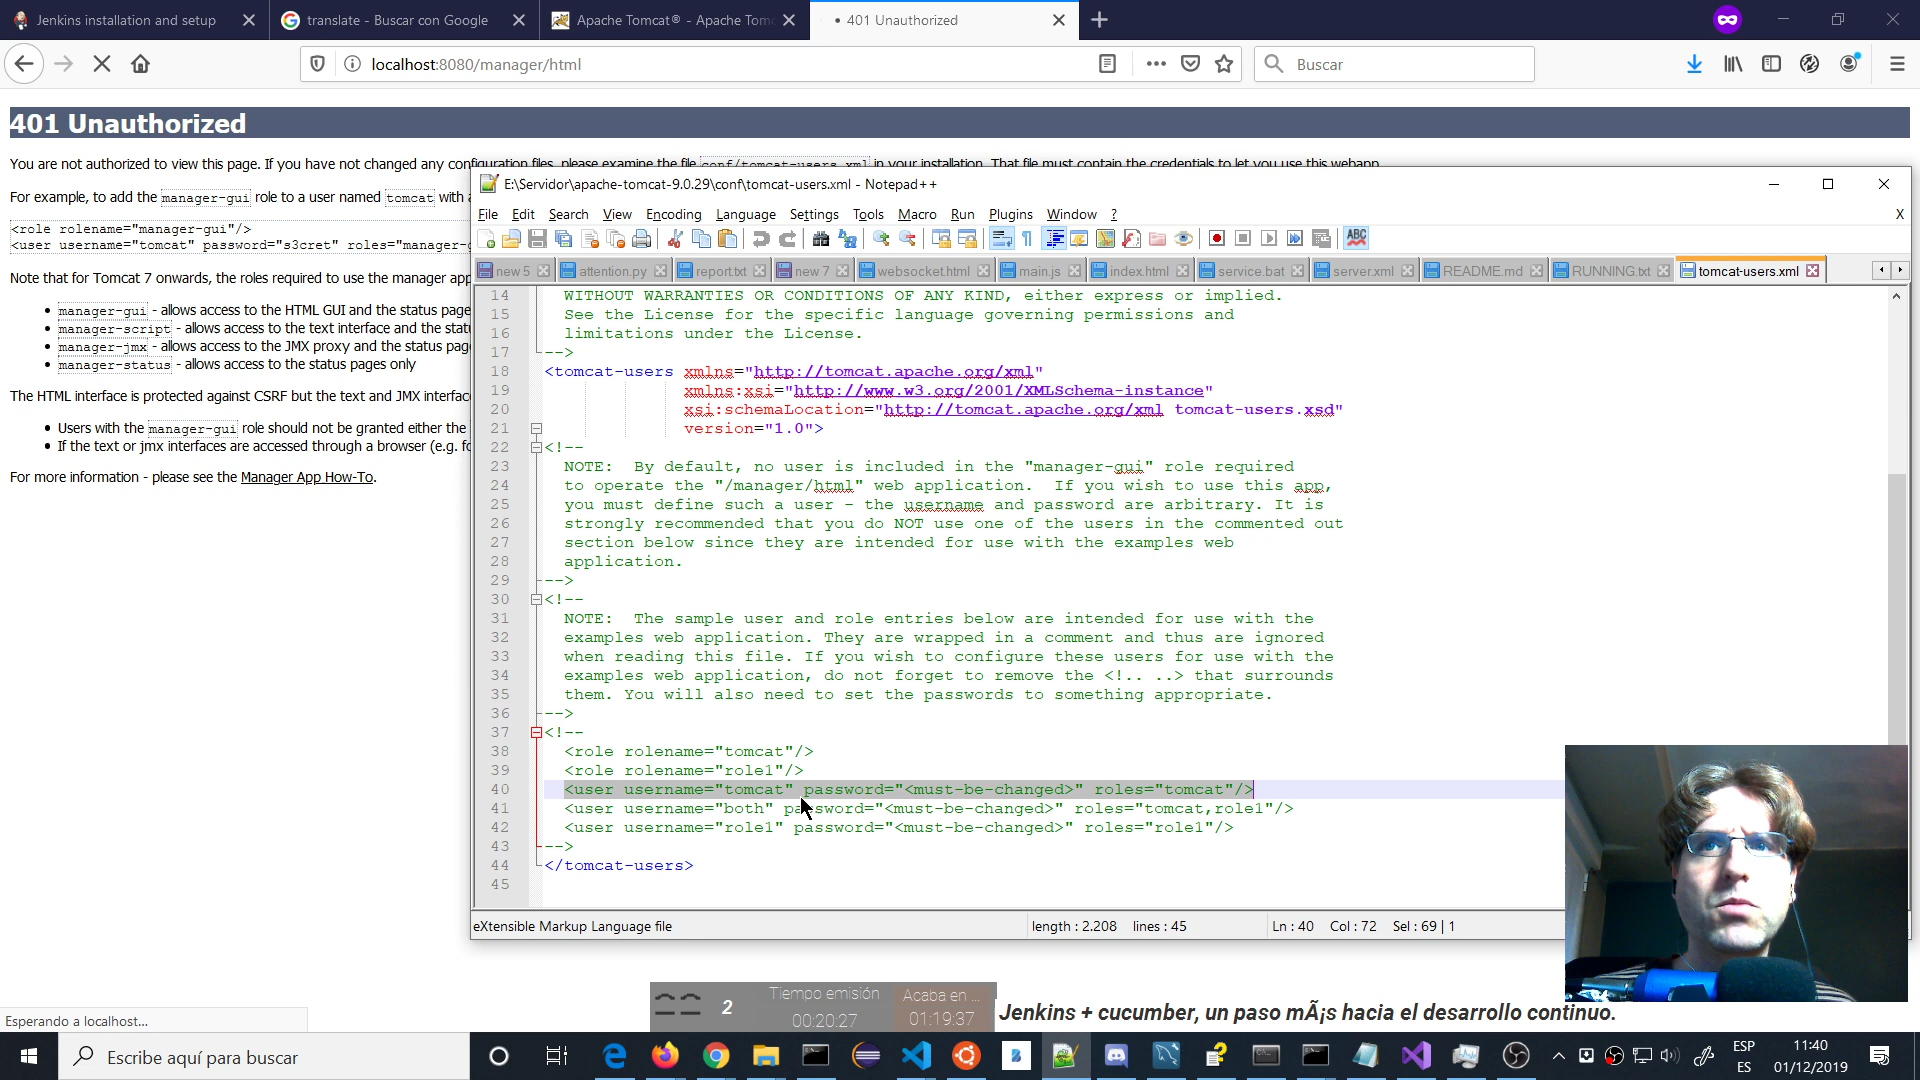 Jenkins installation and setup
translate - Buscar con Google
Apache Tomcat® - Apache Tom
• 401 Unauthorized
localhost:8080/manager/html
Buscar
401 Unauthorized
You are not authorized to view this page. If you have not changed any configuration files, please examine the file conf/tomcat-users.xml in your installation. That file must contain the credentials to let you use this webapp.
For example, to add the manager-gui role to a user named tomcat with a
<role rolename="manager-gui"/>
<user username="tomcat" password="s3cret" roles="manager-g
Note that for Tomcat 7 onwards, the roles required to use the manager app
• manager-gui - allows access to the HTML GUI and the status page
• manager-script - allows access to the text interface and the stat
• manager-jmx - allows access to the JMX proxy and the status pag
• manager-status - allows access to the status pages only
The HTML interface is protected against CSRF but the text and JMX interfac
• Users with the manager-gui role should not be granted either the
• If the text or jmx interfaces are accessed through a browser (e.g. fo
For more information - please see the Manager App How-To.
E:\Servidor\apache-tomcat-9.0.29\conf\tomcat-users.xml - Notepad++
File Edit Search View Encoding Language Settings Tools Macro Run Plugins Window ? X
new 5 attention.py report.txt new 7 websocket.html main.js index.html service.bat server.xml README.md RUNNING.txt tomcat-users.xml
14 WITHOUT WARRANTIES OR CONDITIONS OF ANY KIND, either express or implied.
15 See the License for the specific language governing permissions and
16 limitations under the License.
17 -->
18 <tomcat-users xmlns="http://tomcat.apache.org/xml"
19 xmlns:xsi="http://www.w3.org/2001/XMLSchema-instance"
20 xsi:schemaLocation="http://tomcat.apache.org/xml tomcat-users.xsd"
21 version="1.0">
22 <!--
23 NOTE: By default, no user is included in the "manager-gui" role required
24 to operate the "/manager/html" web application. If you wish to use this app,
25 you must define such a user - the username and password are arbitrary. It is
26 strongly recommended that you do NOT use one of the users in the commented out
27 section below since they are intended for use with the examples web
28 application.
29 -->
30 <!--
31 NOTE: The sample user and role entries below are intended for use with the
32 examples web application. They are wrapped in a comment and thus are ignored
33 when reading this file. If you wish to configure these users for use with the
34 examples web application, do not forget to remove the <!.. ..> that surrounds
35 them. You will also need to set the passwords to something appropriate.
36 -->
37 <!--
38 <role rolename="tomcat"/>
39 <role rolename="role1"/>
40 <user username="tomcat" password="<must-be-changed>" roles="tomcat"/>
41 <user username="both" password="<must-be-changed>" roles="tomcat,role1"/>
42 <user username="role1" password="<must-be-changed>" roles="role1"/>
43 -->
44 </tomcat-users>
45
eXtensible Markup Language file length : 2.208 lines : 45 Ln : 40 Col : 72 Sel : 69 | 1
2
Tiempo emisión
00:20:27
Acaba en ...
01:19:37
Jenkins + cucumber, un paso mÃ¡s hacia el desarrollo continuo.
Esperando a localhost...
Escribe aquí para buscar
ESP
ES
11:40
01/12/2019